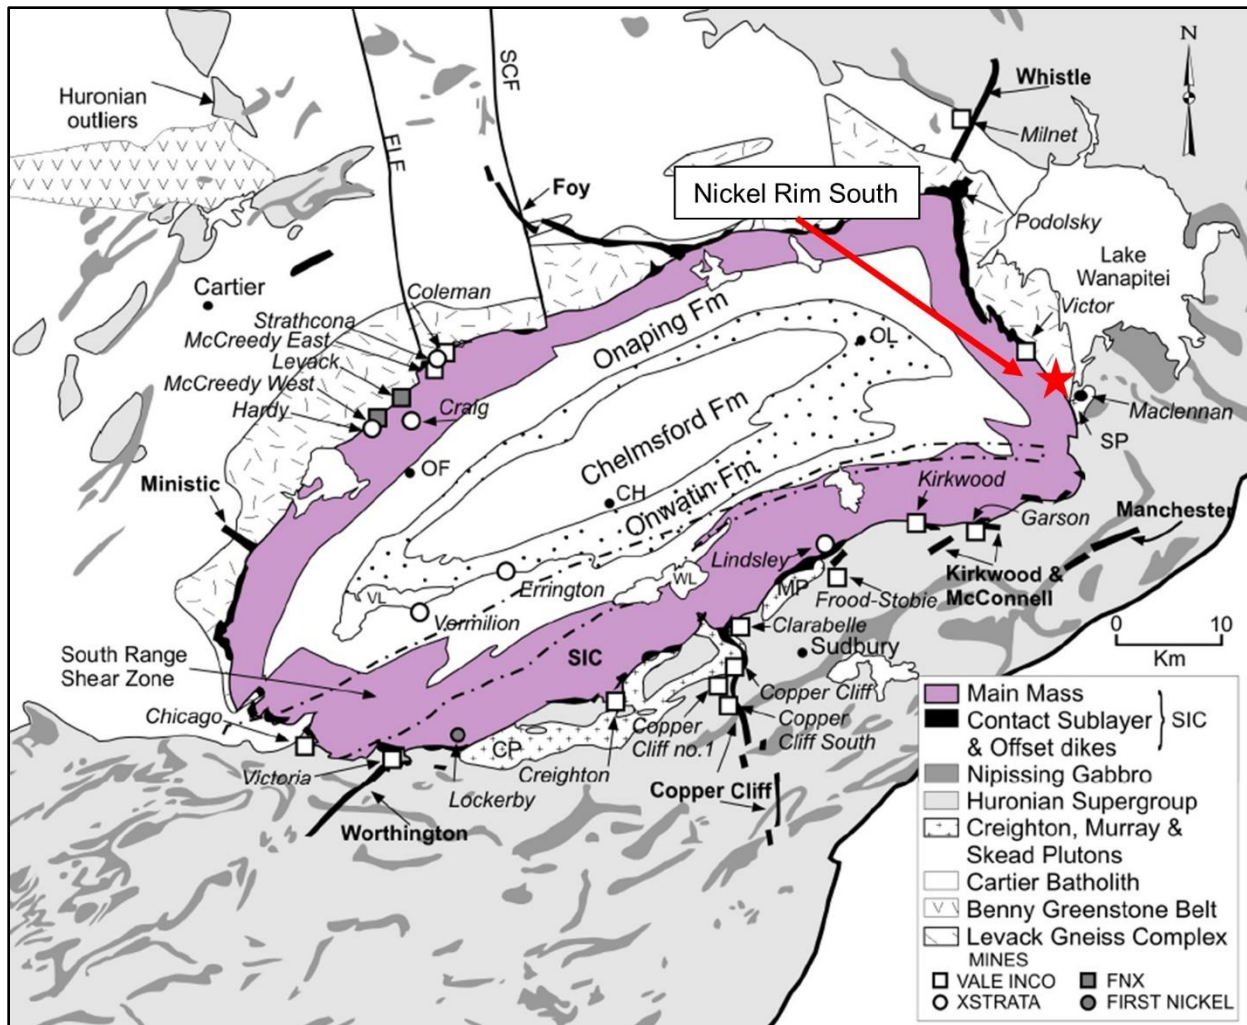 N
Whistle
Milnet
Huronian
outliers
SCF
FLF
Foy
Nickel Rim South
Podolsky
Lake
Wanapitei
Victor
Cartier
Coleman
Strathcona
McCreedy East
Levack
McCreedy West
Hardy
Craig
Onaping Fm
OL
Maclennan
SP
Chelmsford Fm
OF
CH
Onwatin Fm
Ministic
Kirkwood
Garson
Manchester
Lindsley
Kirkwood &
McConnell
Errington
VL
Vermilion
WL
MP
Frood-Stobie
Clarabelle
Sudbury
0 10
Km
South Range
Shear Zone
SIC
Chicago
Victoria
Worthington
Lockerby
CP
Creighton
Copper
Cliff no.1
Copper Cliff
Copper
Cliff South
Copper Cliff
Main Mass
Contact Sublayer
& Offset dikes
SIC
Nipissing Gabbro
Huronian Supergroup
Creighton, Murray &
Skead Plutons
Cartier Batholith
Benny Greenstone Belt
Levack Gneiss Complex
MINES
VALE INCO FNX
XSTRATA FIRST NICKEL